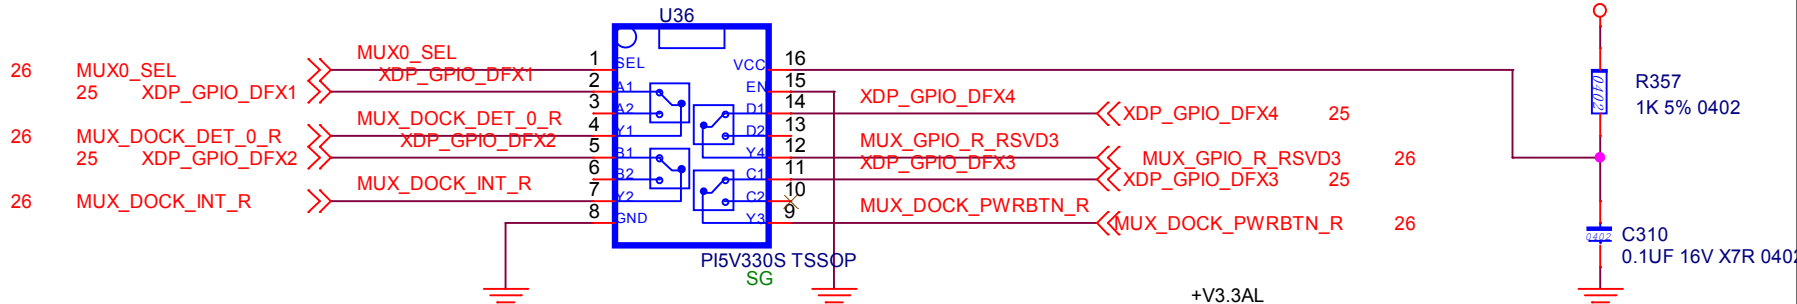 U36
MUX0_SEL
1
16
26 MUX0_SEL
SEL
VCC
XDP_GPIO_DFX1
2
15
R357
25 XDP_GPIO_DFX1
A1
EN
XDP_GPIO_DFX4
0402
3
14
1K 5% 0402
A2
D1
XDP_GPIO_DFX4 25
MUX_DOCK_DET_0_R
4
13
26 MUX_DOCK_DET_0_R
Y1
D2
XDP_GPIO_DFX2
MUX_GPIO_R_RSVD3
5
12
25 XDP_GPIO_DFX2
B1
Y4
MUX_GPIO_R_RSVD3 26
XDP_GPIO_DFX3
6
11
B2
C1
XDP_GPIO_DFX3 25
MUX_DOCK_INT_R
7
10
26 MUX_DOCK_INT_R
Y2
C2
MUX_DOCK_PWRBTN_R
8
9
GND
Y3
MUX_DOCK_PWRBTN_R 26
0402
C310
0.1UF 16V X7R 0402
PI5V330S TSSOP
SG
+V3.3AL